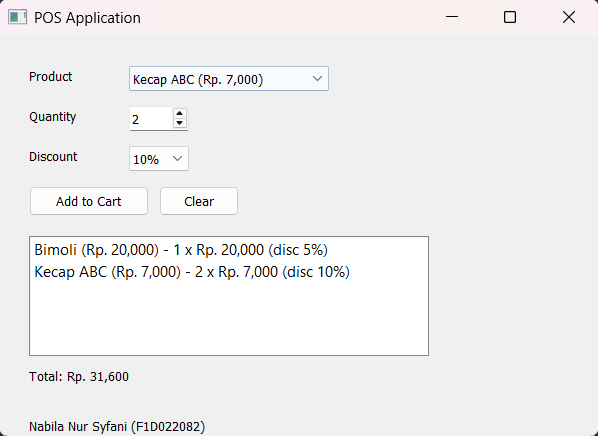 POS Application
Product
Kecap ABC (Rp. 7,000)
Quantity
2
Discount
10%
Add to Cart
Clear
Bimoli (Rp. 20,000) - 1 x Rp. 20,000 (disc 5%)
Kecap ABC (Rp. 7,000) - 2 x Rp. 7,000 (disc 10%)
Total: Rp. 31,600
Nabila Nur Syfani (F1D022082)